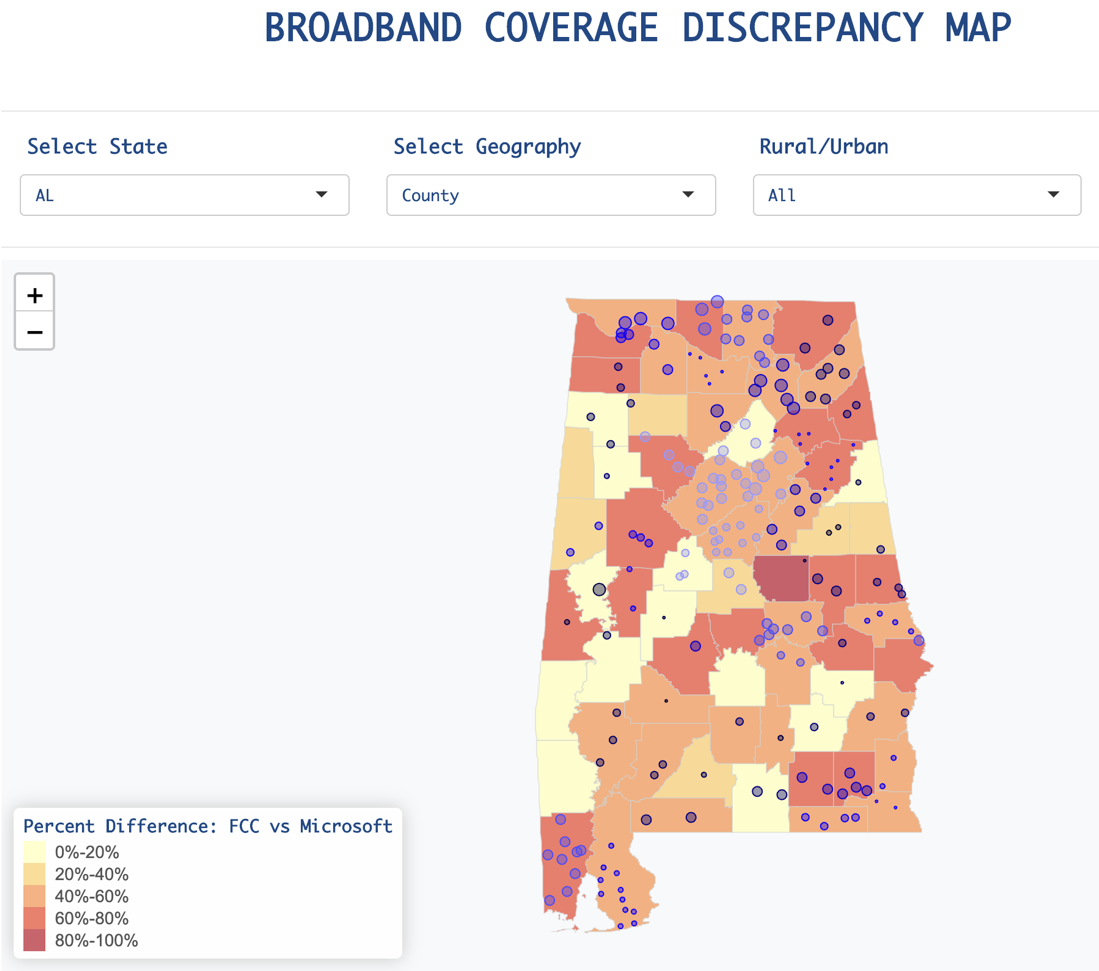 BROADBAND COVERAGE DISCREPANCY MAP
Select State
Select Geography
Rural/Urban
AL
County
All
+
−
Percent Difference: FCC vs Microsoft
0%-20%
20%-40%
40%-60%
60%-80%
80%-100%